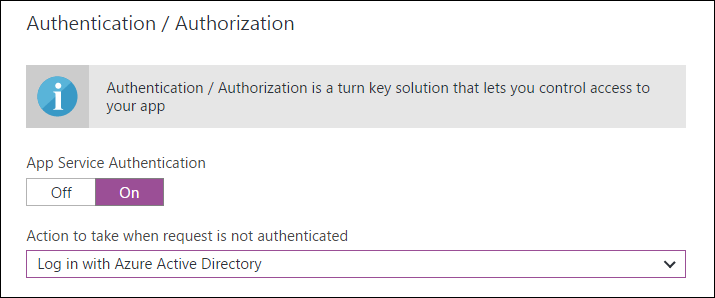 Authentication / Authorization
Authentication / Authorization is a turn key solution that lets you control access to
your app
App Service Authentication
Off On
Action to take when request is not authenticated
Log in with Azure Active Directory